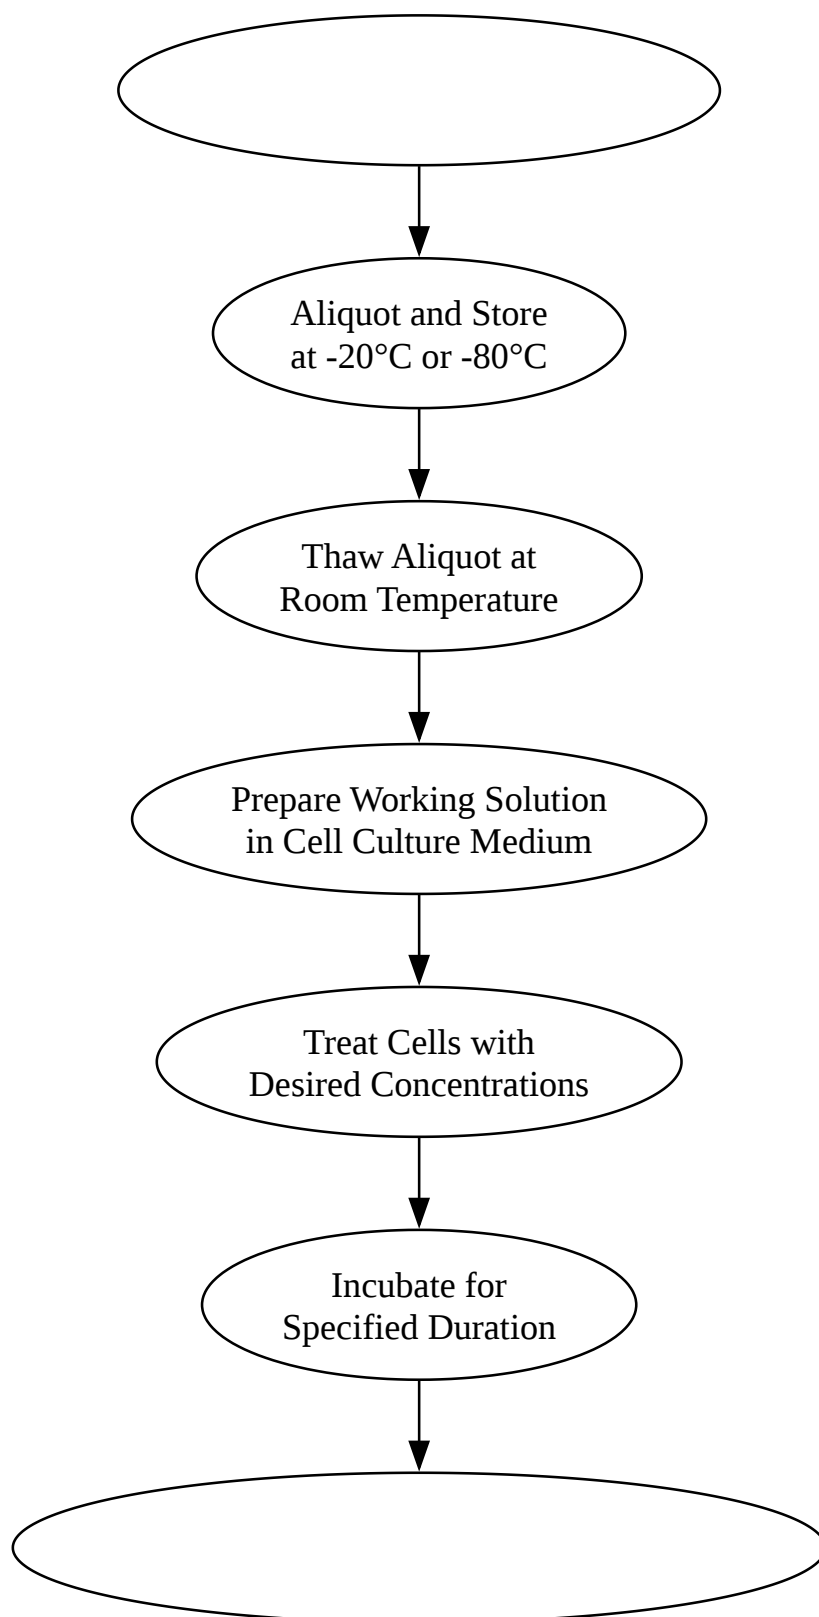 Aliquot and Store
at -20°C or -80°C
Thaw Aliquot at
Room Temperature
Prepare Working Solution
in Cell Culture Medium
Treat Cells with
Desired Concentrations
Incubate for
Specified Duration